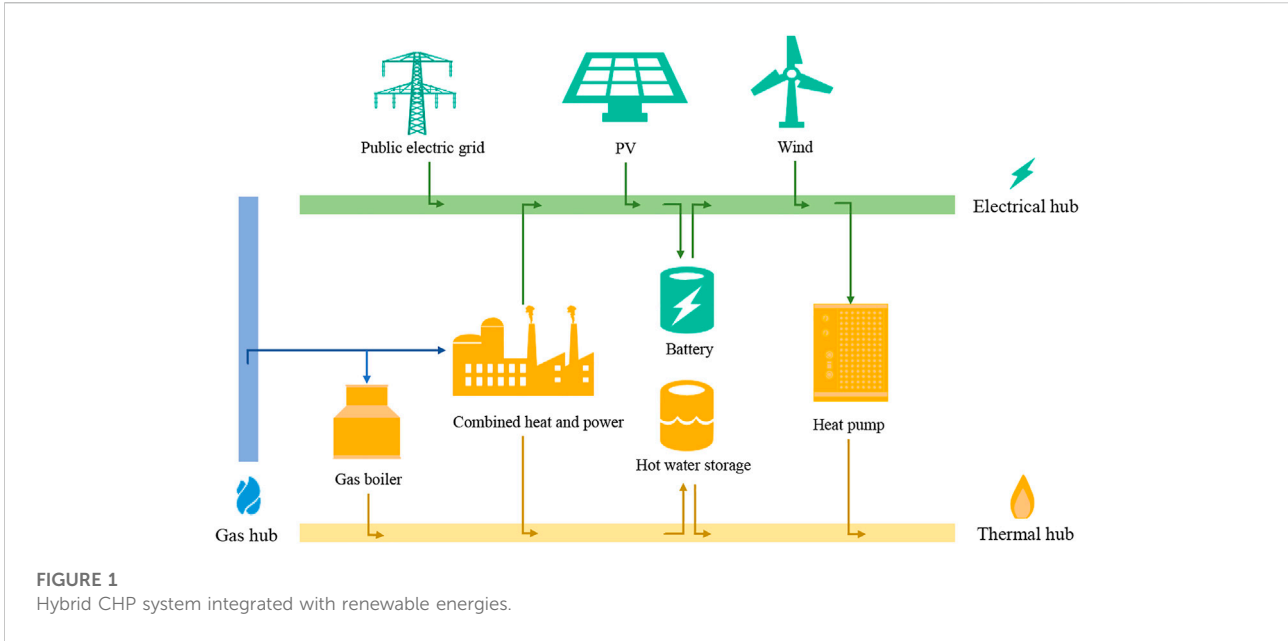 Public electric grid
PV
Wind
Electrical hub
Battery
Combined heat and power
Heat pump
Hot water storage
Gas boiler
Gas hub
Thermal hub
FIGURE 1
Hybrid CHP system integrated with renewable energies.